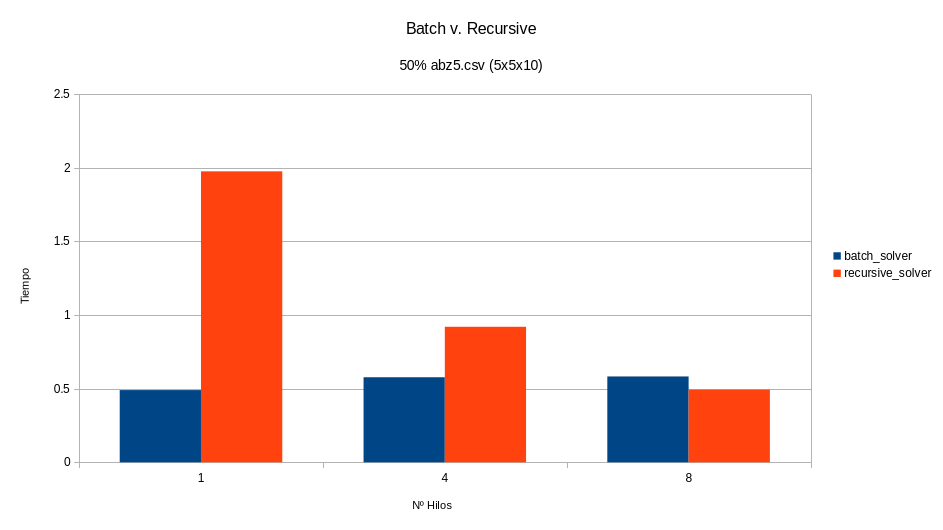 Batch v. Recursive
50% abz5.csv (5x5x10)
2.5
2
1.5
1
0.5
0
Tiempo
1
4
8
Nº Hilos
batch_solver
recursive_solver